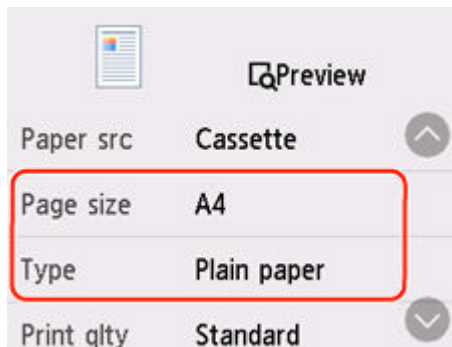 Preview
Paper src Cassette
Page size A4
Type Plain paper
Print qlty Standard